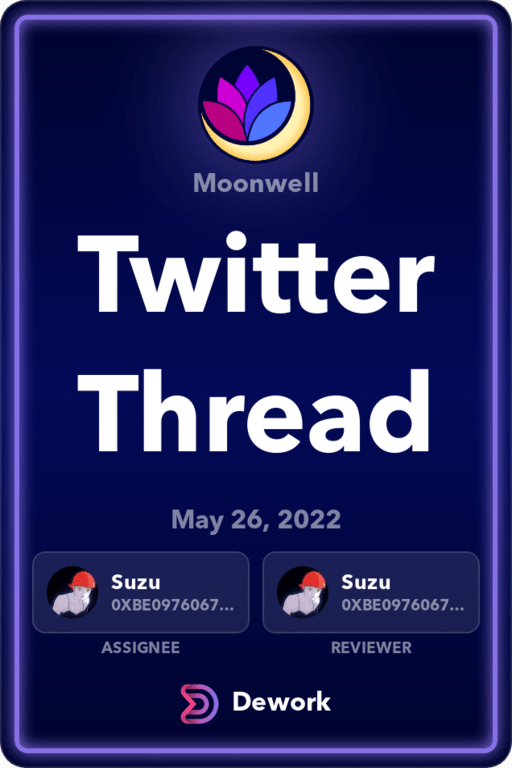 Moonwell
Twitter
Thread
May 26, 2022
Suzu
0XBE0976067...
Suzu
0XBE0976067...
ASSIGNEE
REVIEWER
Dework